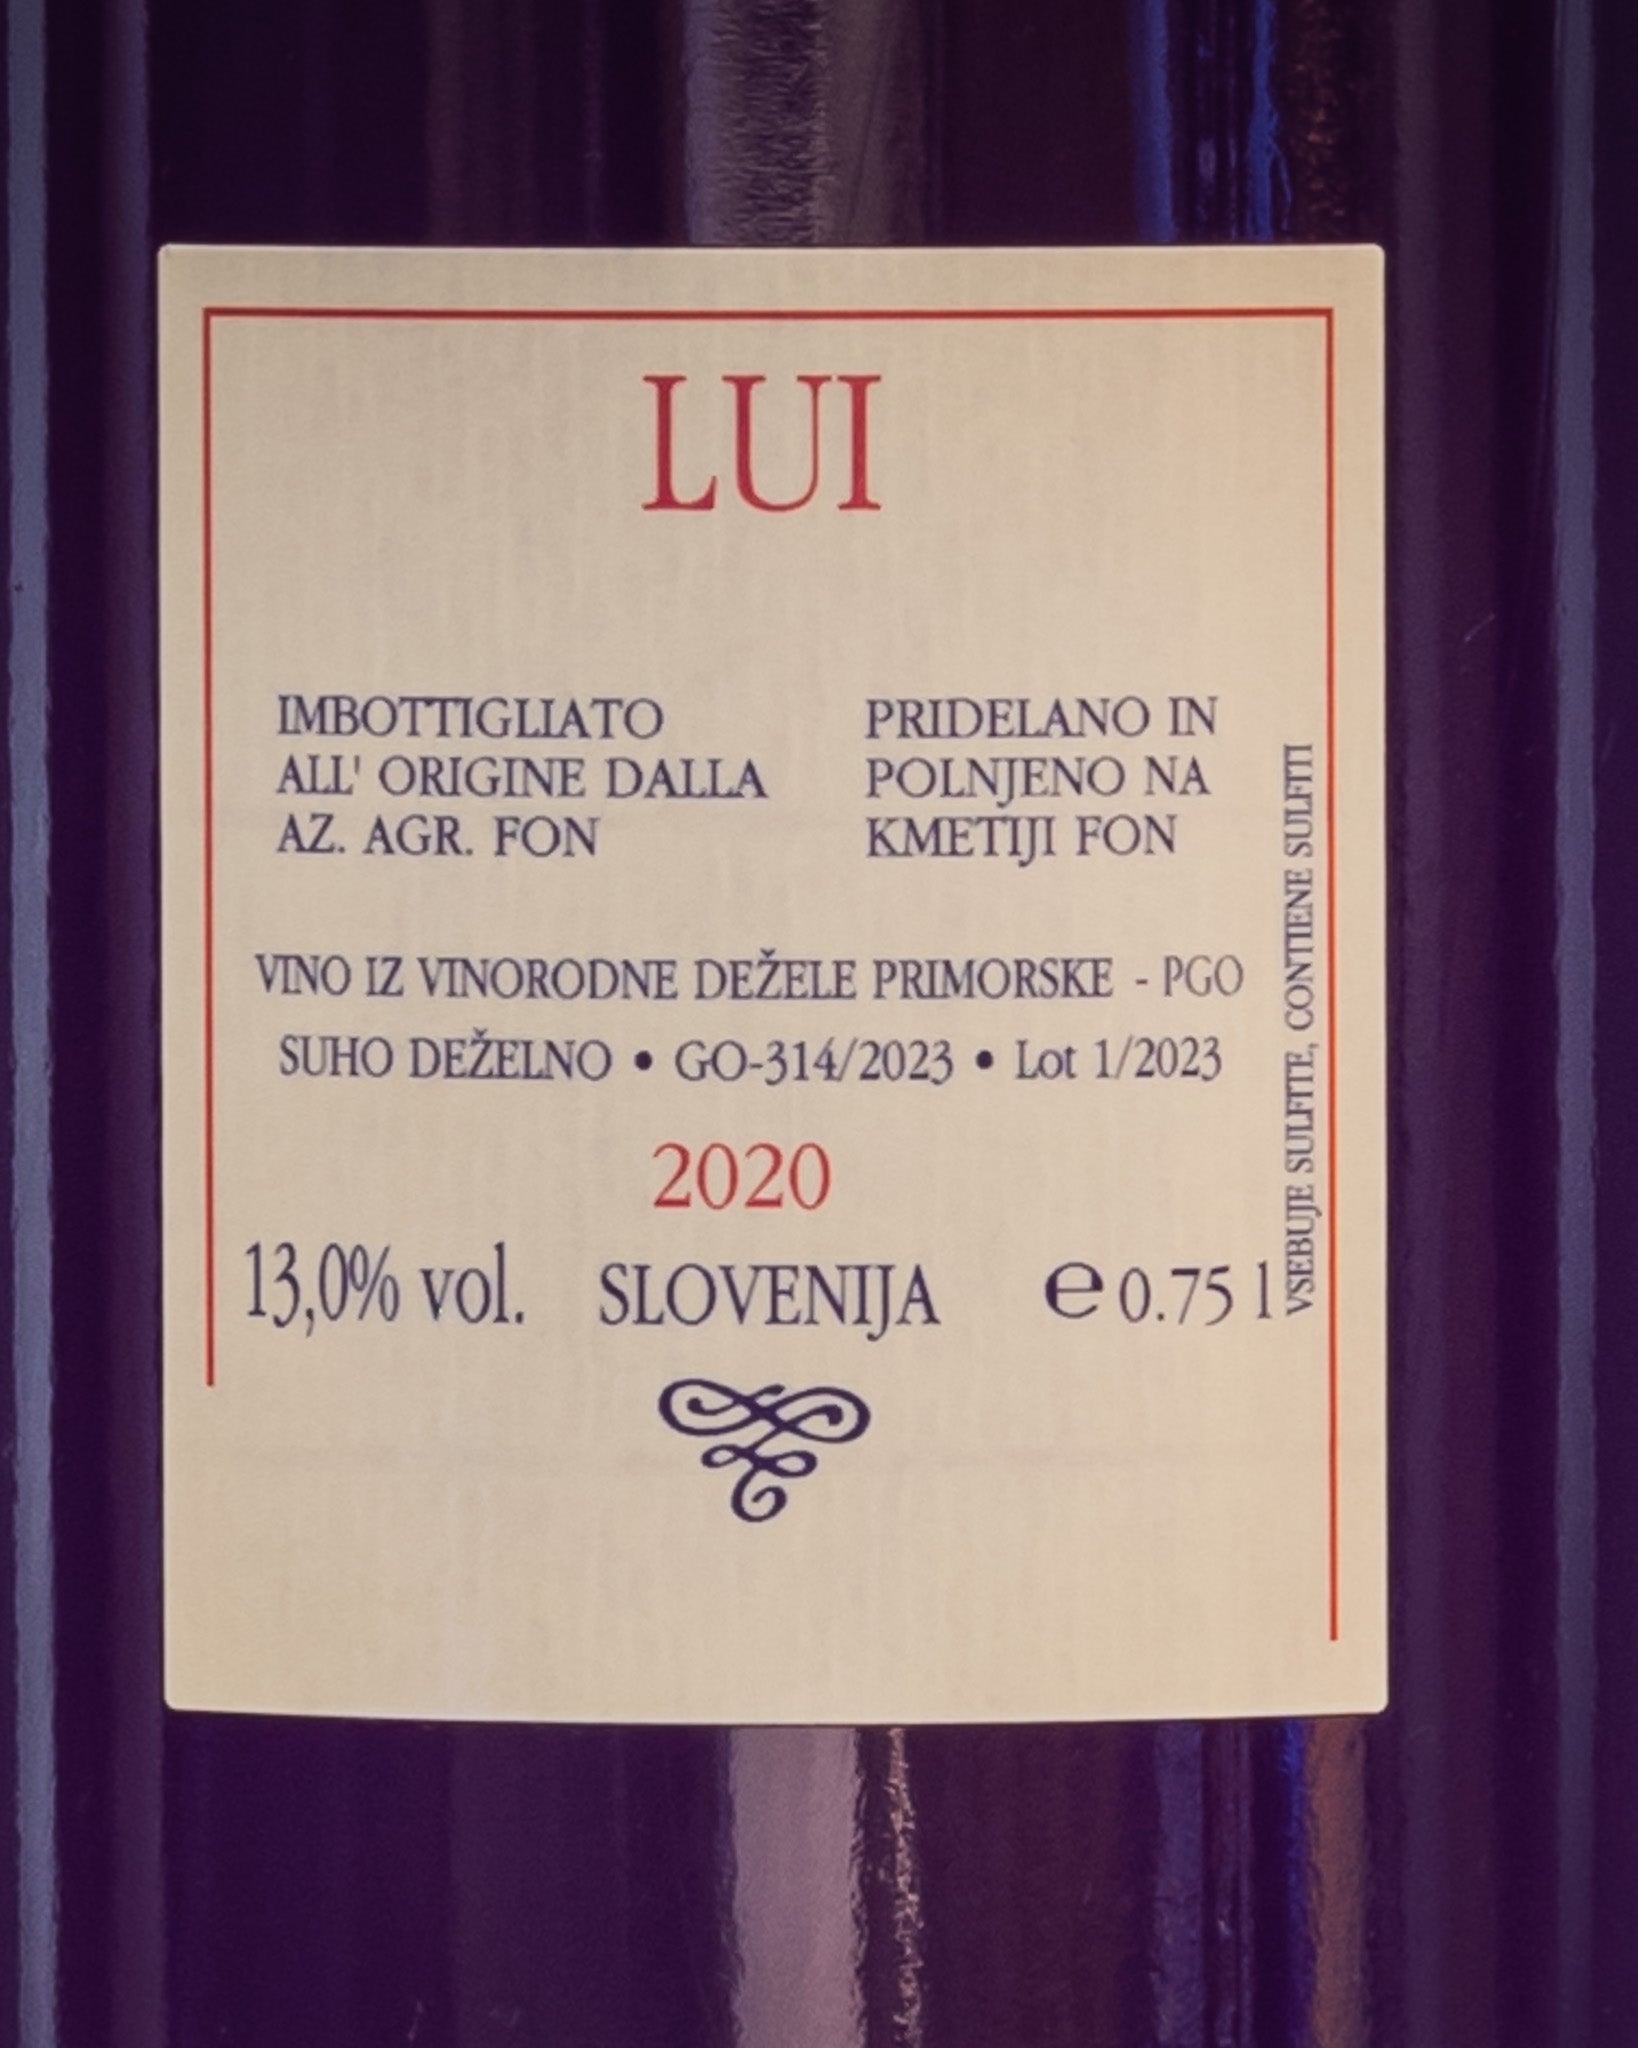 LUI
IMBOTTIGLIATO
ALL' ORIGINE DALLA
AZ. AGR. FON
PRIDELANO IN
POLNJENO NA
KMETIJI FON
VINO IZ VINORODNE DEŽELE PRIMORSKE - PGO
SUHO DEŽELNO • GO-314/2023 • Lot 1/2023
2020
13,0% vol. SLOVENIJA e 0.75 l
VSEBUJE SULFITE, CONTIENE SULFITI